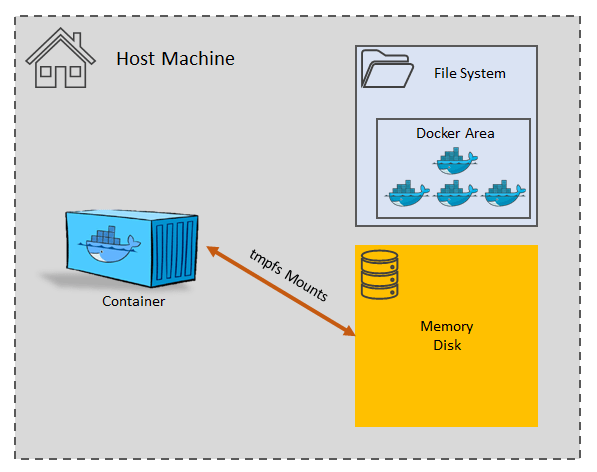 Host Machine
File System
Docker Area
tmpfs Mounts
Container
Memory
Disk